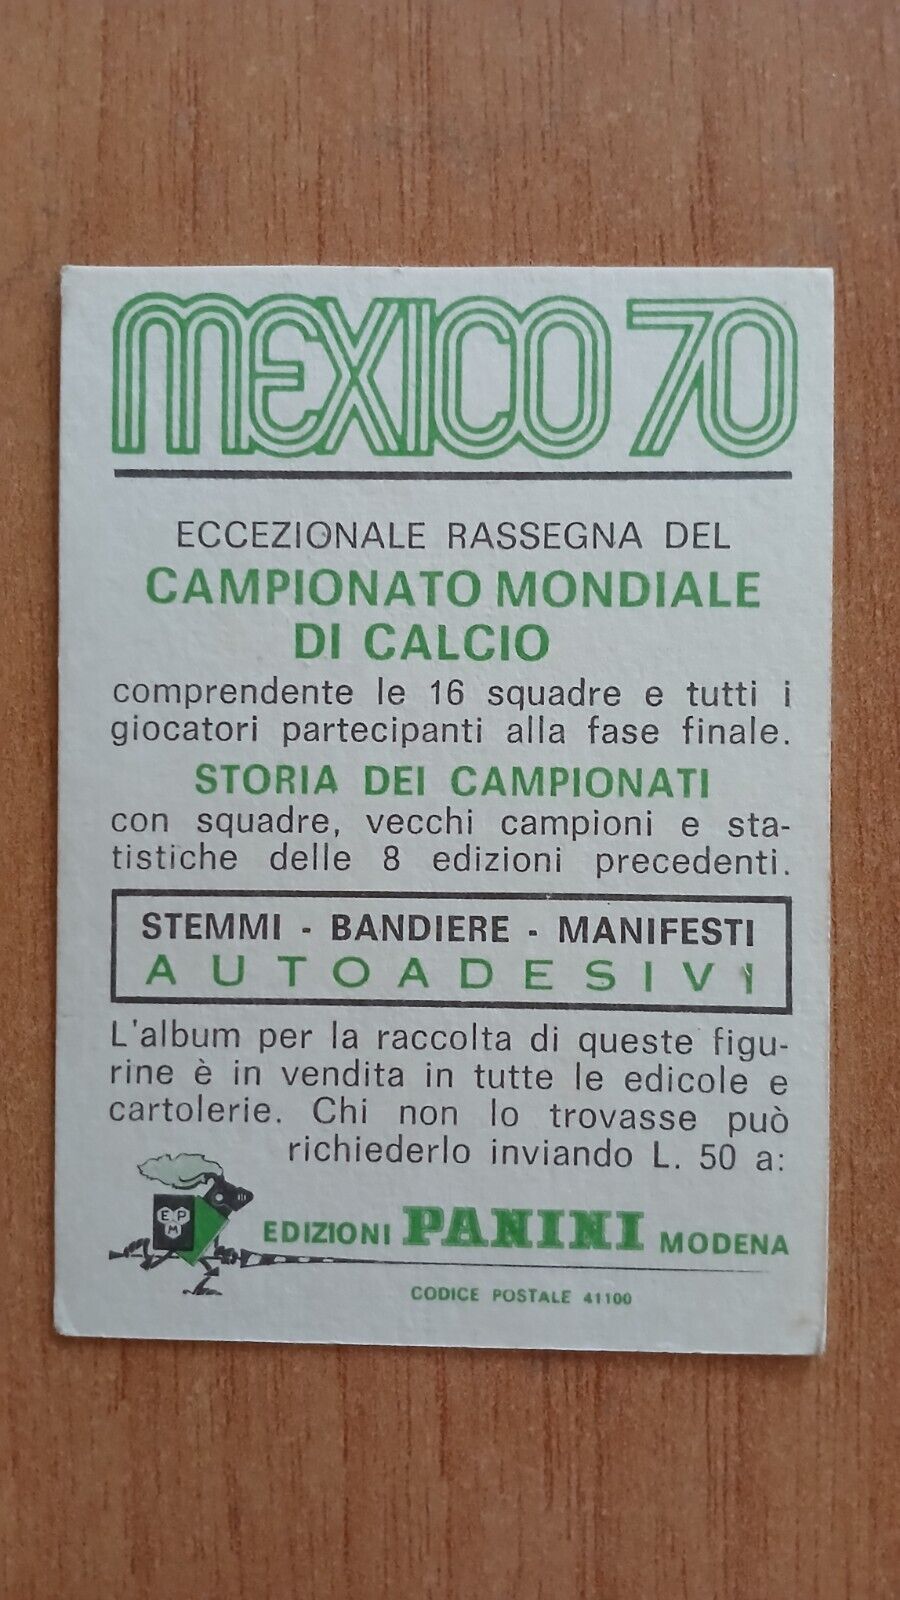 MEXICO 70
ECCEZIONALE RASSEGNA DEL
CAMPIONATO MONDIALE
DI CALCIO
comprendente le 16 squadre e tutti i
giocatori partecipanti alla fase finale.
STORIA DEI CAMPIONATI
con squadre, vecchi campioni e sta-
tistiche delle 8 edizioni precedenti.
STEMMI - BANDIERE - MANIFESTI
AUTOADESIVI
L'album per la raccolta di queste figu-
rine è in vendita in tutte le edicole e
cartolerie. Chi non lo trovasse può
richiederlo inviando L. 50 a:
EPM
EDIZIONI PANINI MODENA
CODICE POSTALE 41100